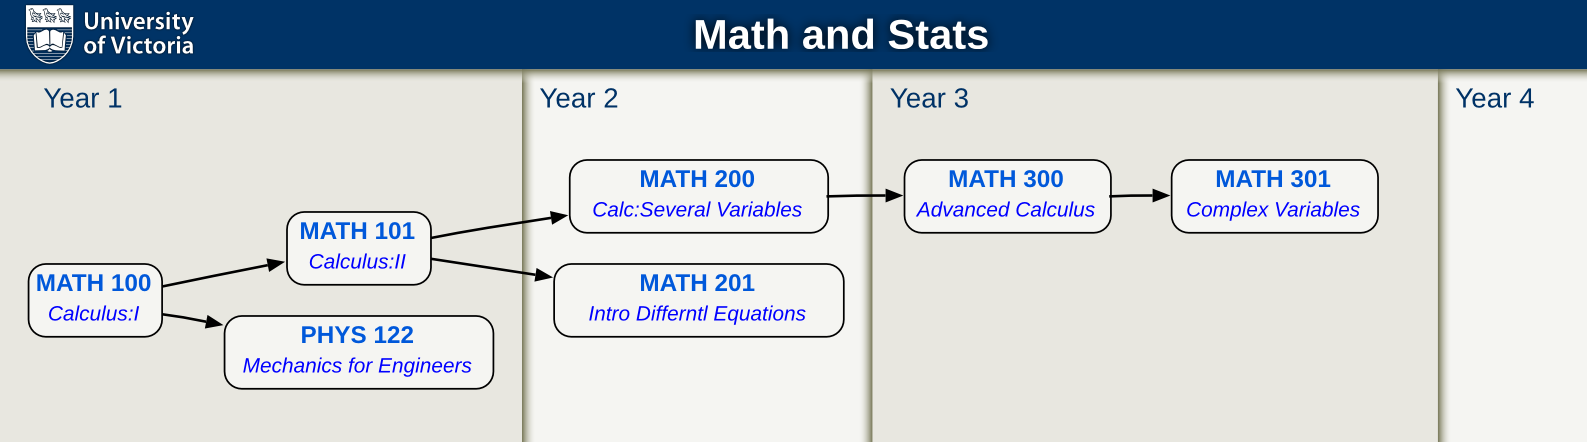 University
of Victoria
Math and Stats
Year 1
Year 2
Year 3
Year 4
MATH 100
Calculus:I
MATH 101
Calculus:II
PHYS 122
Mechanics for Engineers
MATH 200
Calc:Several Variables
MATH 201
Intro Differntl Equations
MATH 300
Advanced Calculus
MATH 301
Complex Variables